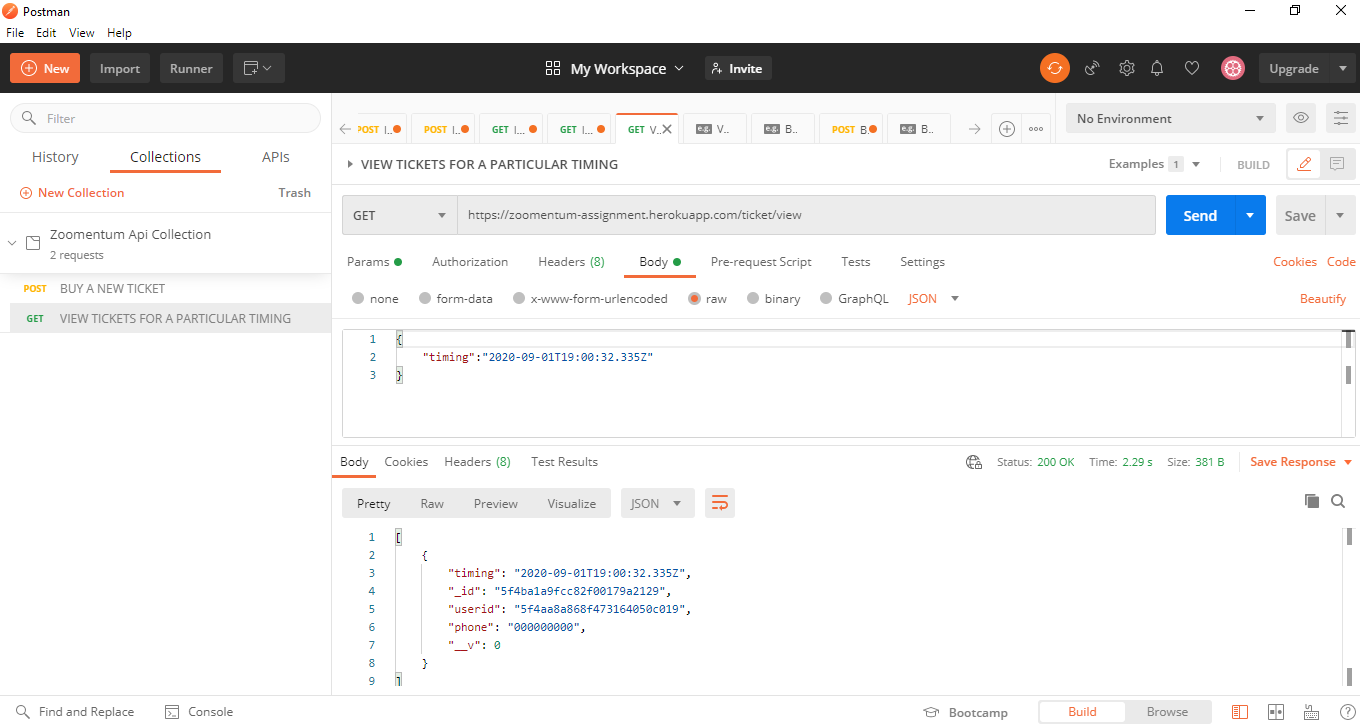 Postman
File Edit View Help
New Import Runner My Workspace Invite Upgrade
Filter
History Collections APIs
New Collection Trash
Zoomentum Api Collection
2 requests
POST BUY A NEW TICKET
GET VIEW TICKETS FOR A PARTICULAR TIMING
POST I.. POST I.. GET I... GET I... GET V.. e.g. V.. e.g. B.. POST B. e.g. B..
No Environment
VIEW TICKETS FOR A PARTICULAR TIMING Examples 1 BUILD
GET https://zoomentum-assignment.herokuapp.com/ticket/view Send Save
Params Authorization Headers (8) Body Pre-request Script Tests Settings Cookies Code
none form-data x-www-form-urlencoded raw binary GraphQL JSON Beautify
1 {
2 "timing":"2020-09-01T19:00:32.335Z"
3 }
Body Cookies Headers (8) Test Results Status: 200 OK Time: 2.29 s Size: 381 B Save Response
Pretty Raw Preview Visualize JSON
1 [
2 {
3 "timing": "2020-09-01T19:00:32.335Z",
4 "_id": "5f4ba1a9fcc82f00179a2129",
5 "userid": "5f4aa8a868f473164050c019",
6 "phone": "000000000",
7 "__v": 0
8 }
9 ]
Find and Replace Console Bootcamp Build Browse